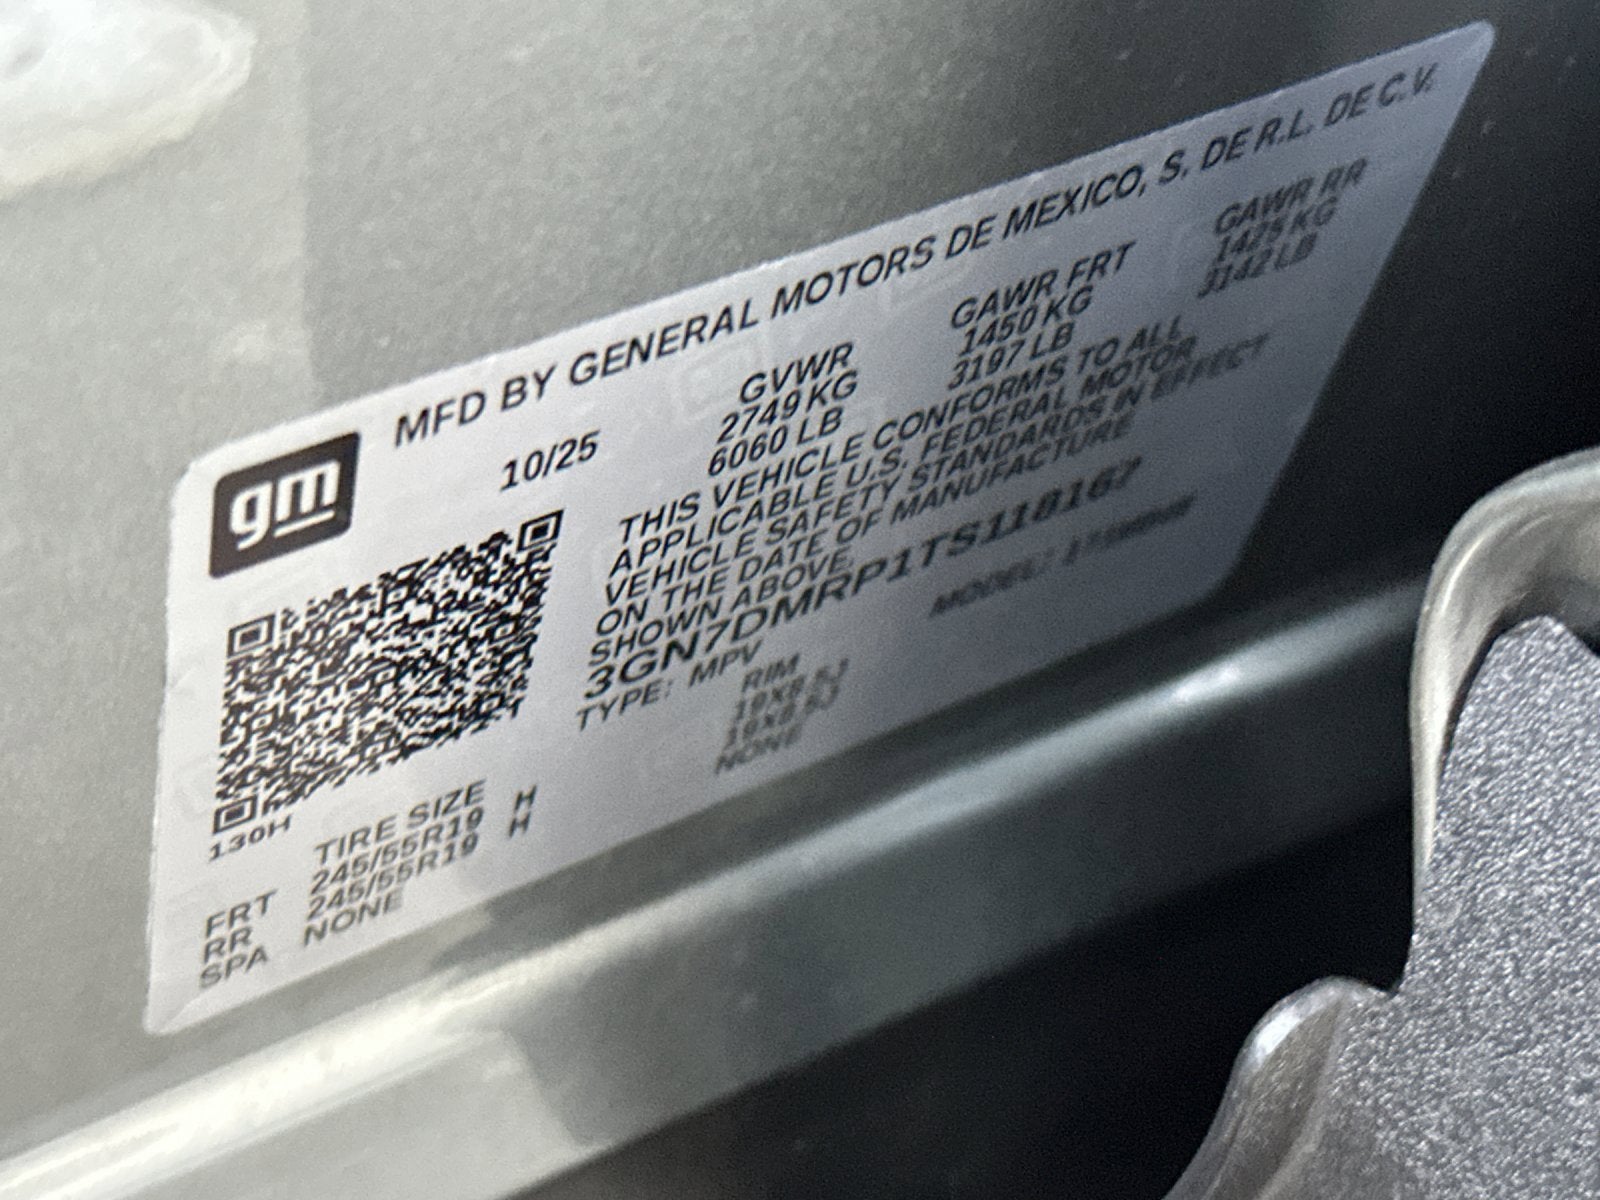 gm
MFD BY GENERAL MOTORS DE MEXICO, S. DE R.L. DE C.V.
10/25
GVWR GAWR FRT GAWR RR
2749 KG 1450 KG 1425 KG
6060 LB 3197 LB 3142 LB
THIS VEHICLE CONFORMS TO ALL
APPLICABLE U.S. FEDERAL MOTOR
VEHICLE SAFETY STANDARDS IN EFFECT
ON THE DATE OF MANUFACTURE
SHOWN ABOVE.
3GN7DMRP1TS118167
TYPE: MPV MODEL:
130H
TIRE SIZE RIM
FRT 245/55R19 H 19X8.5J
RR 245/55R19 H 19X8.5J
SPA NONE NONE